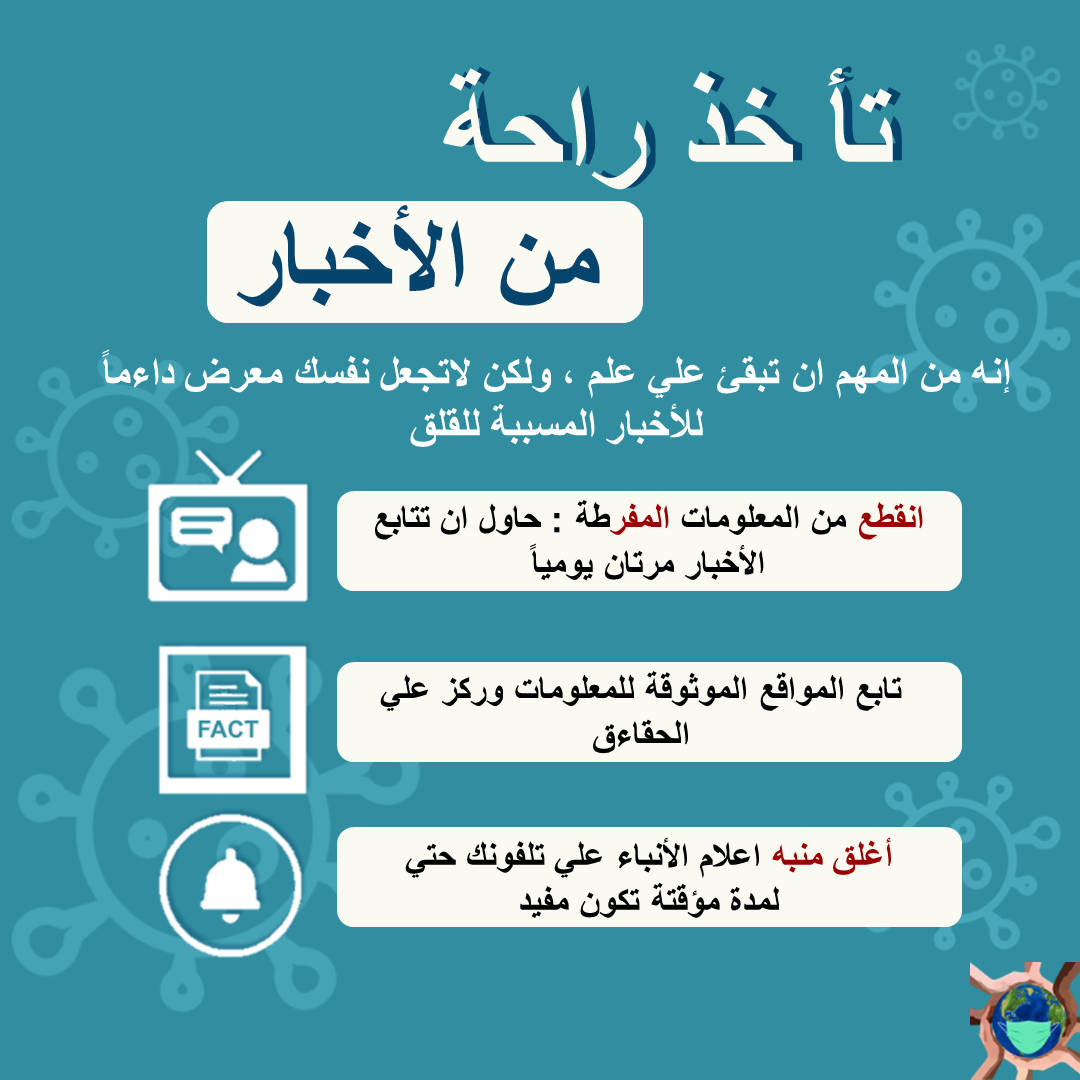 تأ خذ راحة
من الأخبار
إنه من المهم ان تبقئ علي علم ، ولكن لاتجعل نفسك معرض داءماً
للأخبار المسببة للقلق
انقطع من المعلومات المفرطة : حاول ان تتابع
الأخبار مرتان يومياً
تابع المواقع الموثوقة للمعلومات وركز علي
الحقاءق
FACT
أغلق منبه اعلام الأنباء علي تلفونك حتي
لمدة مؤقتة تكون مفيد